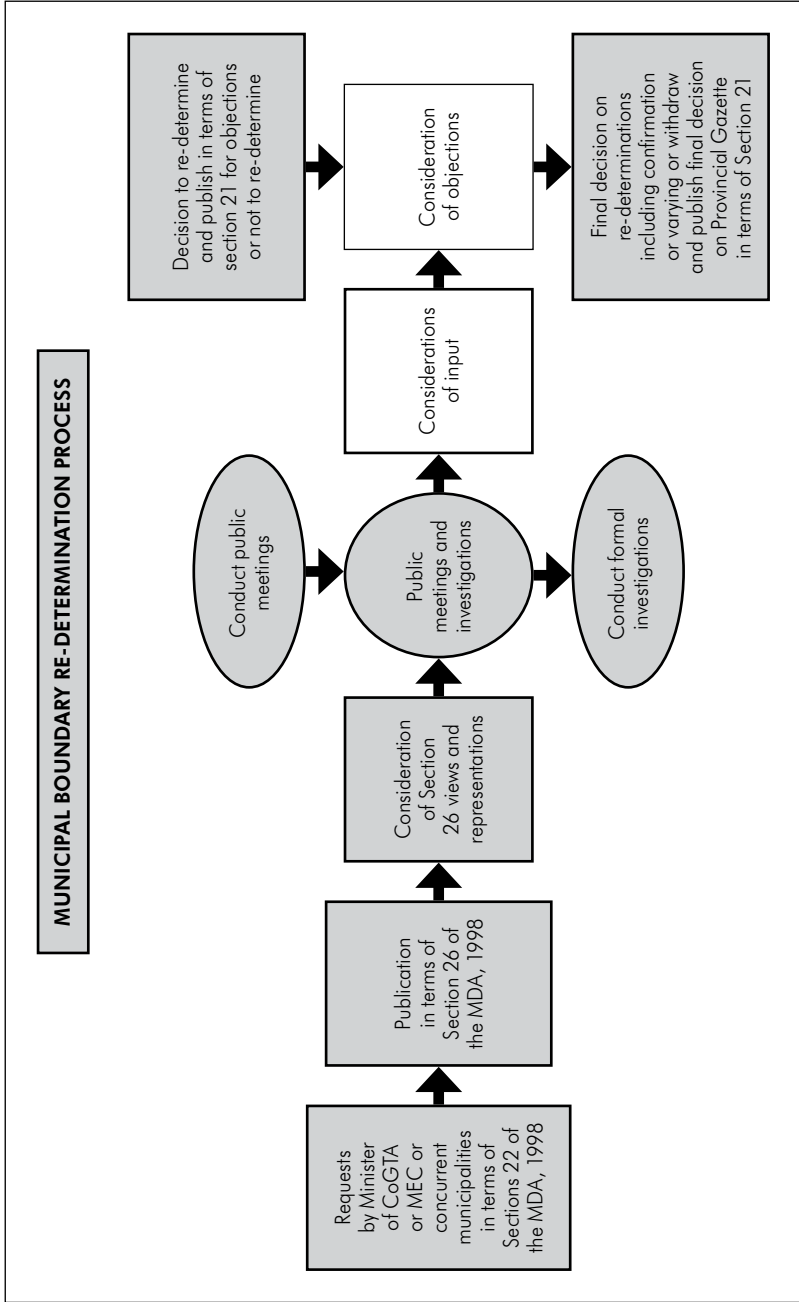 MUNICIPAL BOUNDARY RE-DETERMINATION PROCESS
Requests
by Minister
of CoGTA
or MEC or
concurrent
municipalities
in terms of
Sections 22 of
the MDA, 1998
Publication
in terms of
Section 26 of
the MDA, 1998
Consideration
of Section
26 views and
representations
Conduct public
meetings
Public
meetings and
investigations
Conduct formal
investigations
Considerations
of input
Decision to re-determine
and publish in terms of
section 21 for objections
or not to re-determine
Consideration
of objections
Final decision on
re-determinations
including confirmation
or varying or withdraw
and publish final decision
on Provincial Gazette
in terms of Section 21